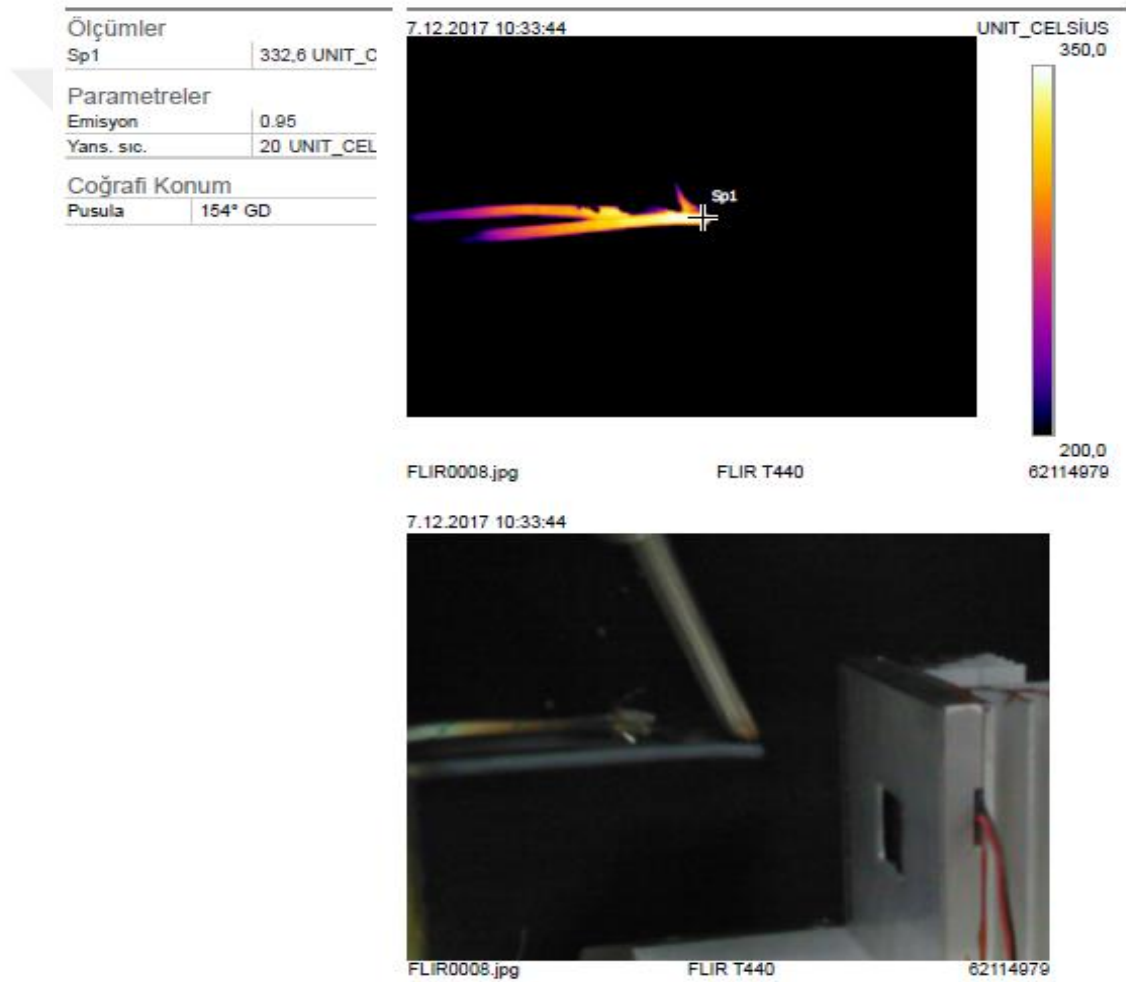 Ölçümler
Sp1 332,6 UNIT_C
Parametreler
Emisyon 0.95
Yans. sıc. 20 UNIT_CEL
Coğrafi Konum
Pusula 154° GD
7.12.2017 10:33:44 UNIT_CELSİUS
350,0
Sp1
200,0
FLIR0008.jpg FLIR T440 62114979
7.12.2017 10:33:44
FLIR0008.jpg FLIR T440 62114979